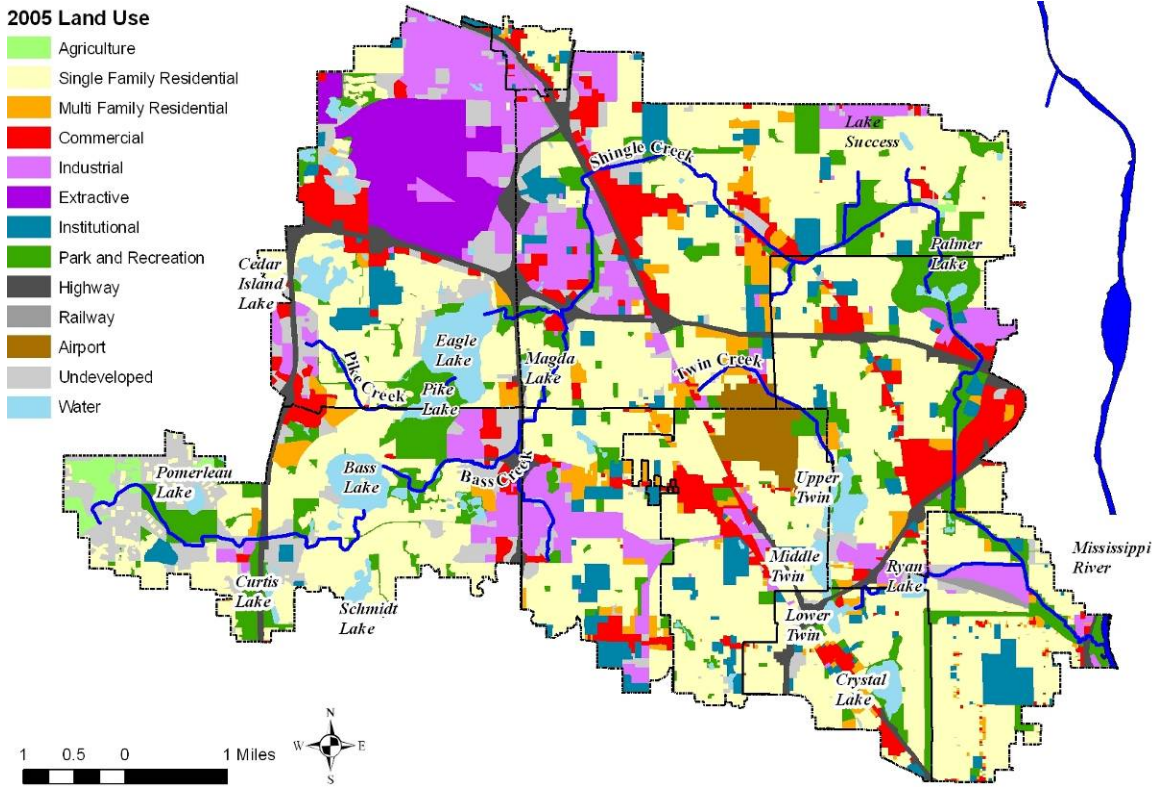 2005 Land Use
Agriculture
Single Family Residential
Multi Family Residential
Commercial
Industrial
Extractive
Institutional
Park and Recreation
Highway
Railway
Airport
Undeveloped
Water
Lake
Success
Shingle Creek
Palmer
Lake
Cedar
Island
Lake
Eagle
Lake
Magda
Lake
Twin Creek
Pike Creek
Pike
Lake
Bass
Lake
Bass Creek
Pomerleau
Lake
Upper
Twin
Middle
Twin
Mississippi
River
Ryan
Lake
Curtis
Lake
Schmidt
Lake
Lower
Twin
Crystal
Lake
N
W E
S
1 0.5 0 1 Miles